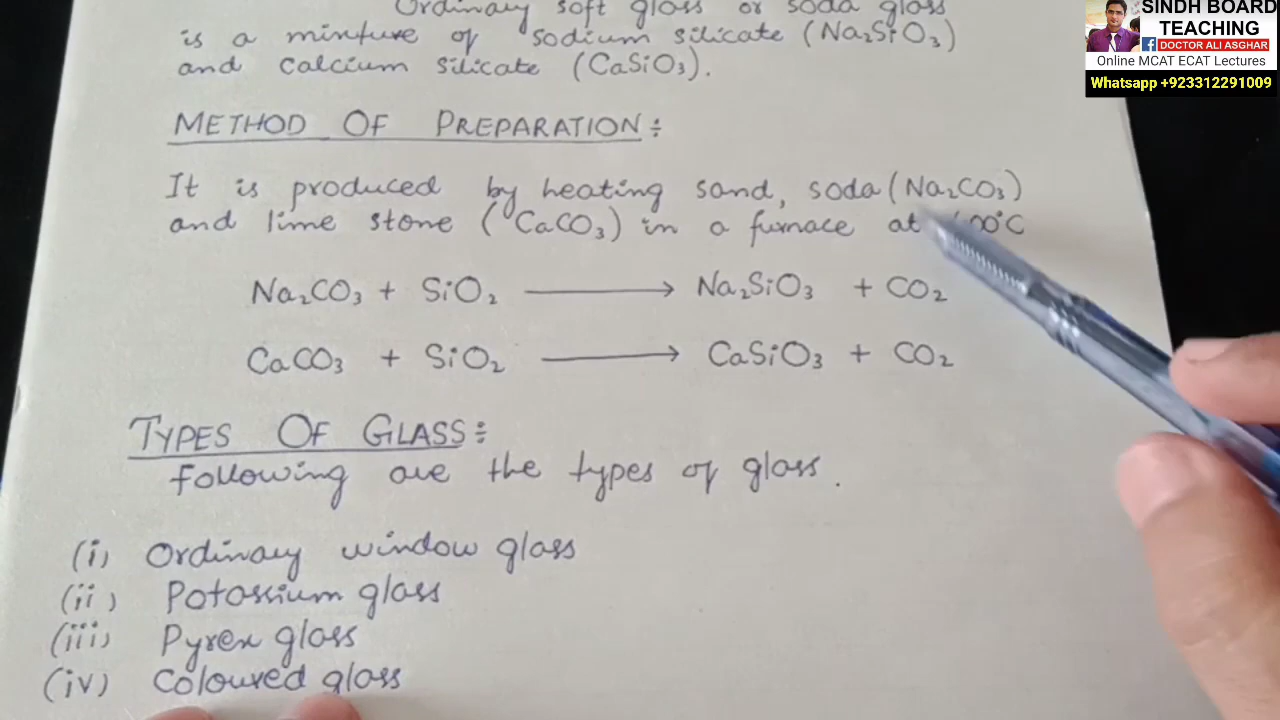 Ordinary soft glass or soda glass
is a mixture of sodium silicate (Na₂SiO₃)
and calcium silicate (CaSiO₃).
METHOD OF PREPARATION:
It is produced by heating sand, soda (Na₂CO₃)
and lime stone (CaCO₃) in a furnace at
Na₂CO₃ + SiO₂ ⟶ Na₂SiO₃ + CO₂
CaCO₃ + SiO₂ ⟶ CaSiO₃ + CO₂
TYPES OF GLASS:
Following are the types of glass.
(i) Ordinary window glass
(ii) Potassium glass
(iii) Pyrex glass
(iv) Coloured glass
SINDH BOARD
TEACHING
DOCTOR ALI ASGHAR
Online MCAT ECAT Lectures
Whatsapp +923312291009